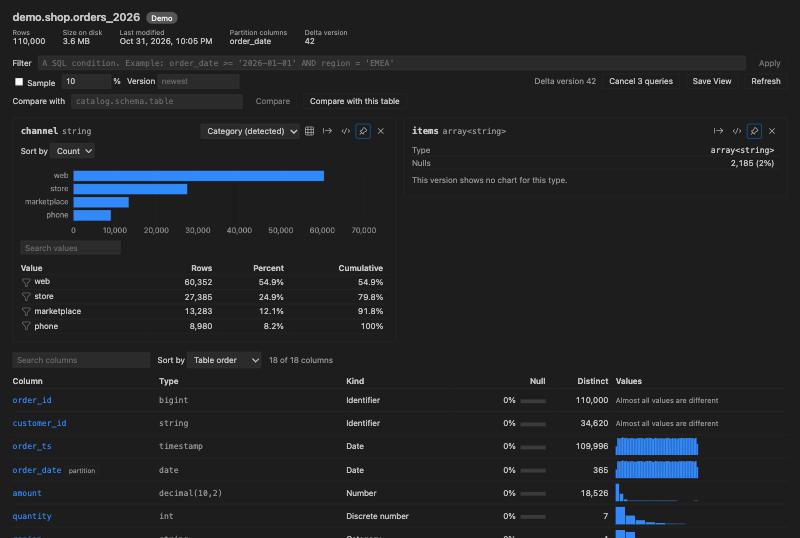 demo.shop.orders_2026 Demo
Rows Size on disk Last modified Partition columns Delta version
110,000 3.6 MB Oct 31, 2026, 10:05 PM order_date 42
Filter A SQL condition. Example: order_date >= '2026-01-01' AND region = 'EMEA' Apply
Sample 10 % Version newest Delta version 42 Cancel 3 queries Save View Refresh
Compare with catalog.schema.table Compare Compare with this table
channel string Category (detected)
Sort by Count
web
store
marketplace
phone
0 10,000 20,000 30,000 40,000 50,000 60,000 70,000
Search values
Value Rows Percent Cumulative
web 60,352 54.9% 54.9%
store 27,385 24.9% 79.8%
marketplace 13,283 12.1% 91.8%
phone 8,980 8.2% 100%
items array<string>
Type array<string>
Nulls 2,185 (2%)
This version shows no chart for this type.
Search columns Sort by Table order 18 of 18 columns
Column Type Kind Null Distinct Values
order_id bigint Identifier 0% 110,000 Almost all values are different
customer_id string Identifier 0% 34,620 Almost all values are different
order_ts timestamp Date 0% 109,996
order_date partition date Date 0% 365
amount decimal(10,2) Number 0% 18,526
quantity int Discrete number 0% 7